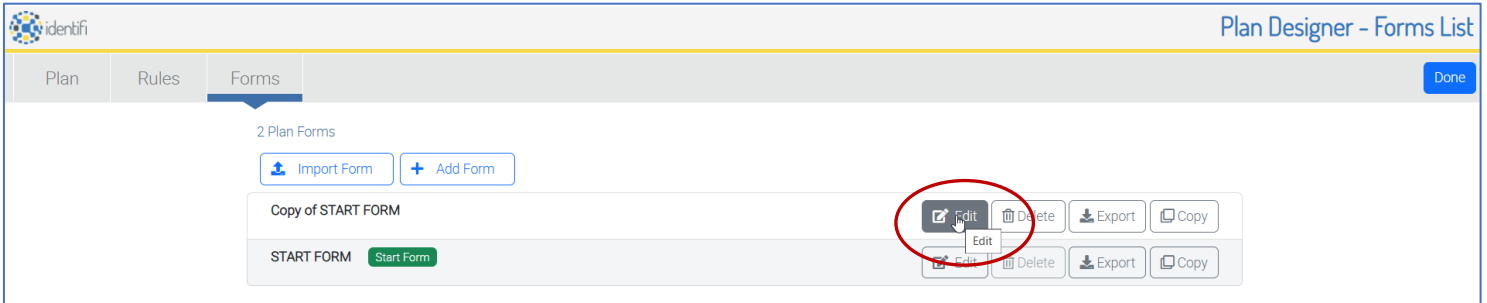 identifi
Plan Designer - Forms List
Plan Rules Forms Done
2 Plan Forms
Import Form Add Form
Copy of START FORM Edit Delete Export Copy
Edit
START FORM Start Form Edit Delete Export Copy